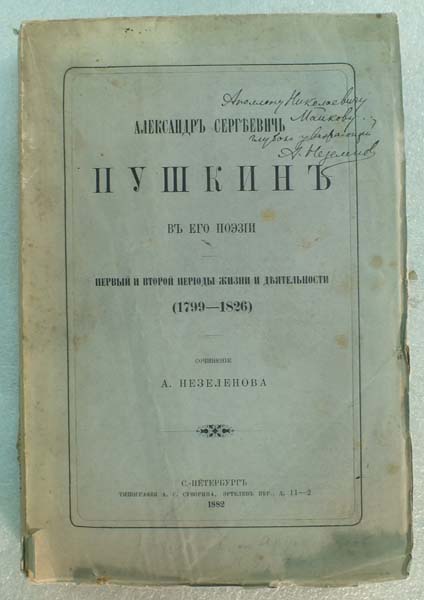 Аполлону Николаевичу
Майкову
глубоко уважающий
А. Незеленов
АЛЕКСАНДРЪ СЕРГѢЕВИЧЬ
ПУШКИНЪ
ВЪ ЕГО ПОЭЗІИ
ПЕРВЫЙ И ВТОРОЙ ПЕРІОДЫ ЖИЗНИ И ДѢЯТЕЛЬНОСТИ
(1799—1826)
СОЧИНЕНІЕ
А. НЕЗЕЛЕНОВА
С.-ПЕТЕРБУРГЪ
ТИПОГРАФІЯ А. С. СУВОРИНА, ЭРТЕЛЕВЪ ПЕР., Д. 11—2
1882